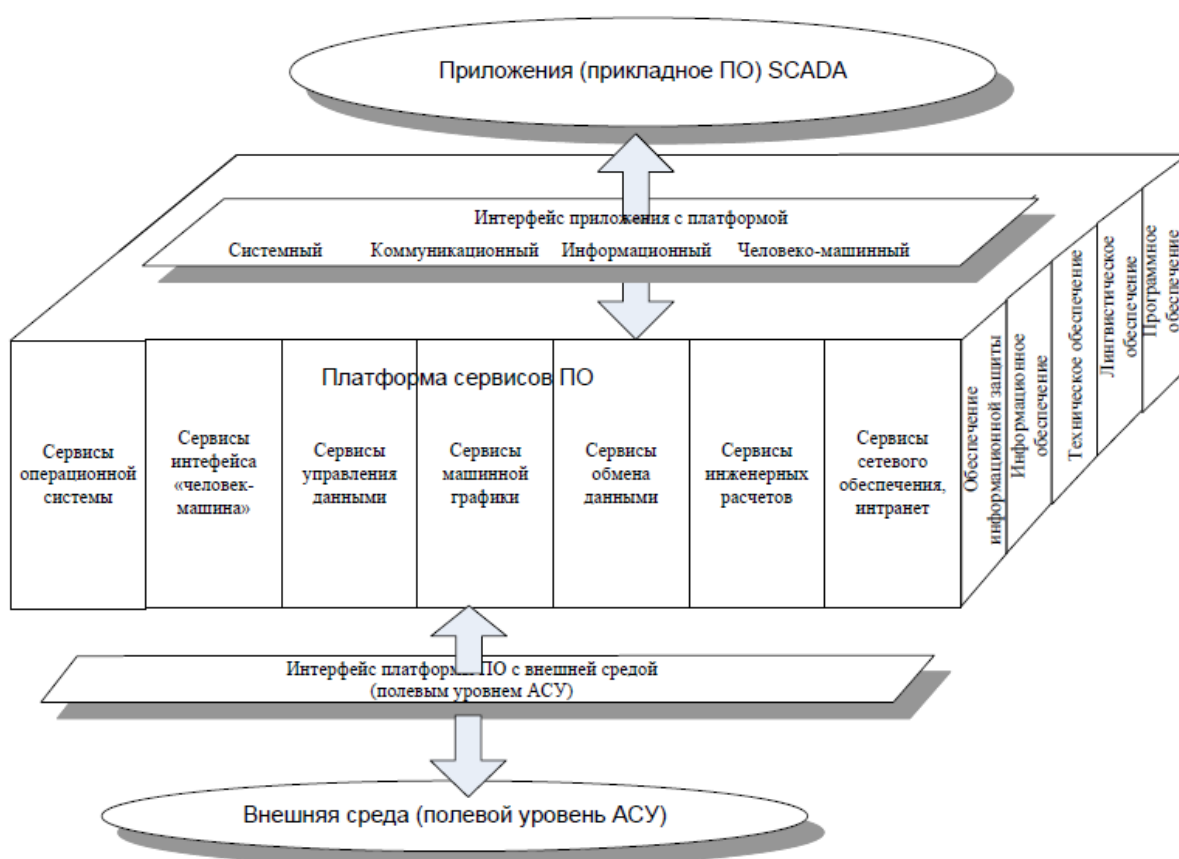 Приложения (прикладное ПО) SCADA
Интерфейс приложения с платформой
Системный Коммуникационный Информационный Человеко-машинный
Платформа сервисов ПО
Сервисы
операционной
системы
Сервисы
интефейса
«человек-
машина»
Сервисы
управления
данными
Сервисы
машинной
графики
Сервисы
обмена
данными
Сервисы
инженерных
расчетов
Сервисы
сетевого
обеспечения,
интранет
Обеспечение
информационной защиты
Информационное
обеспечение
Техническое обеспечение
Лингвистическое
обеспечение
Программное
обеспечение
Интерфейс платформы ПО с внешней средой
(полевым уровнем АСУ)
Внешняя среда (полевой уровень АСУ)